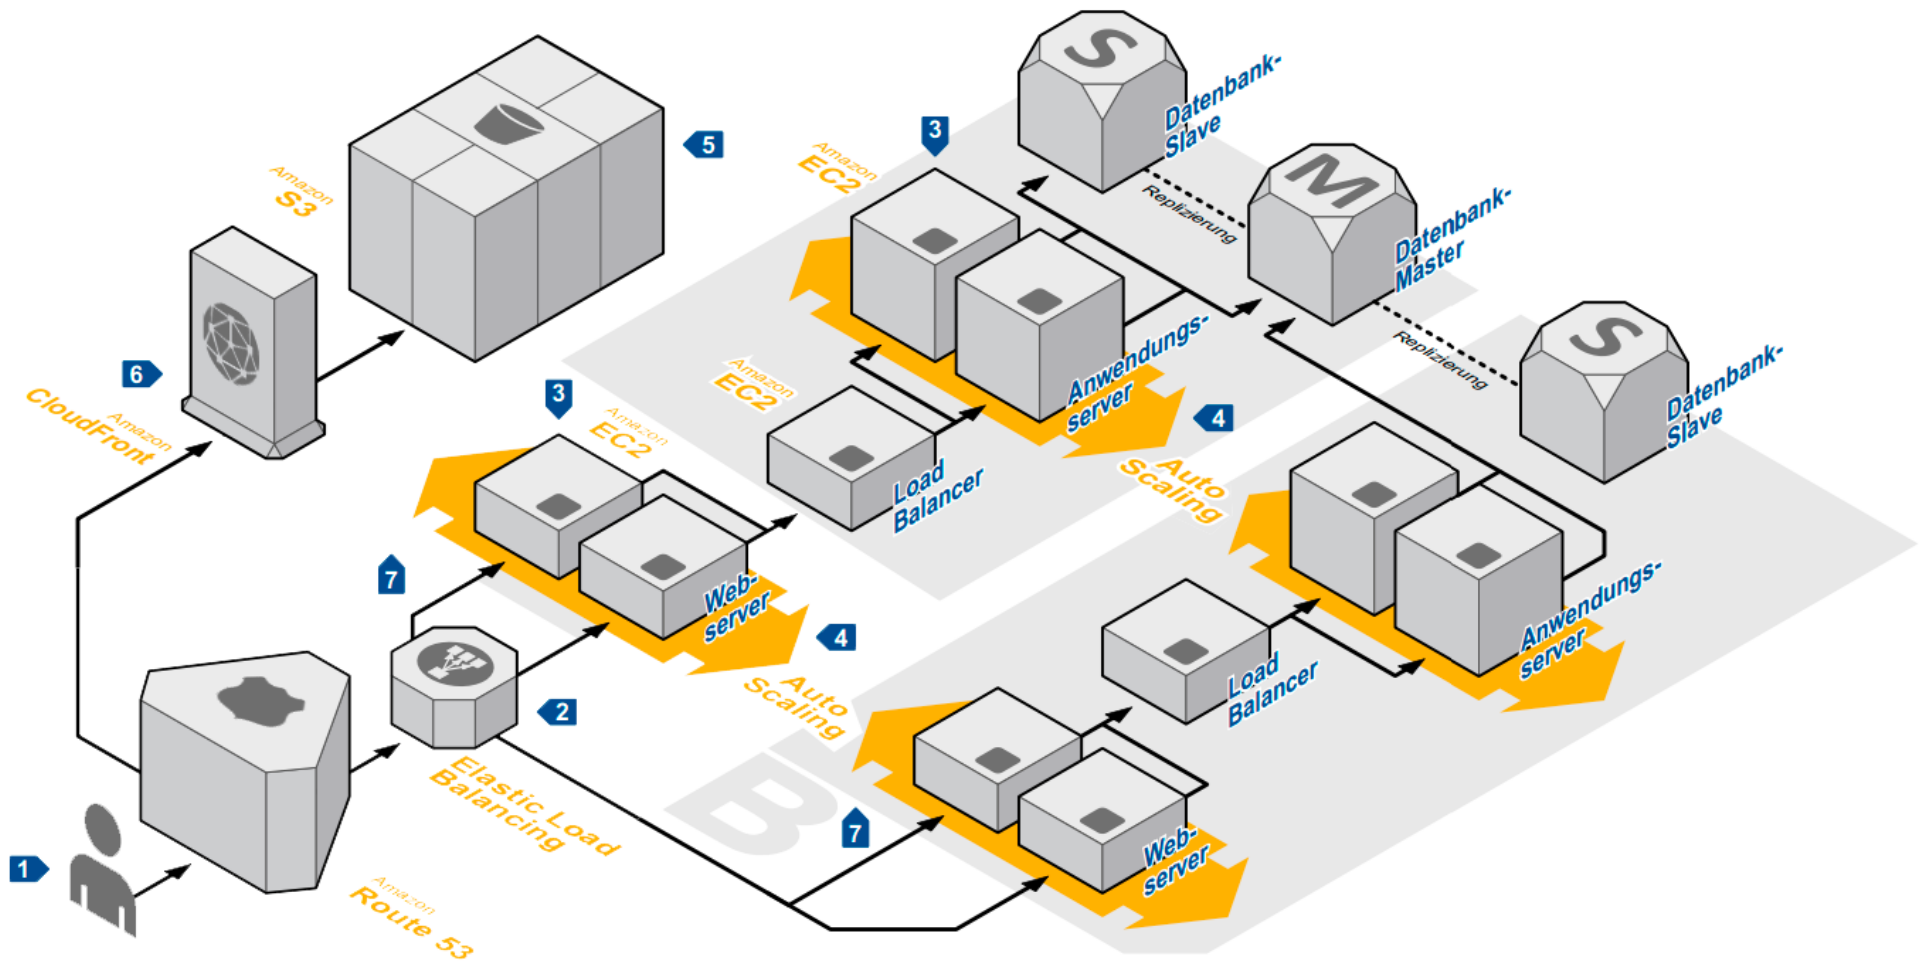 S
Datenbank-
Slave
3
Amazon
EC2
5
Amazon
S3
M
Replizierung
Datenbank-
Master
S
Replizierung
Datenbank-
Slave
6
Amazon
CloudFront
3
Amazon
EC2
Amazon
EC2
Anwendungs-
server
4
Auto
Scaling
Load
Balancer
7
Web-
server
4
Auto
Scaling
2
Elastic Load
Balancing
Anwendungs-
server
Load
Balancer
B
7
Web-
server
1
Amazon
Route 53